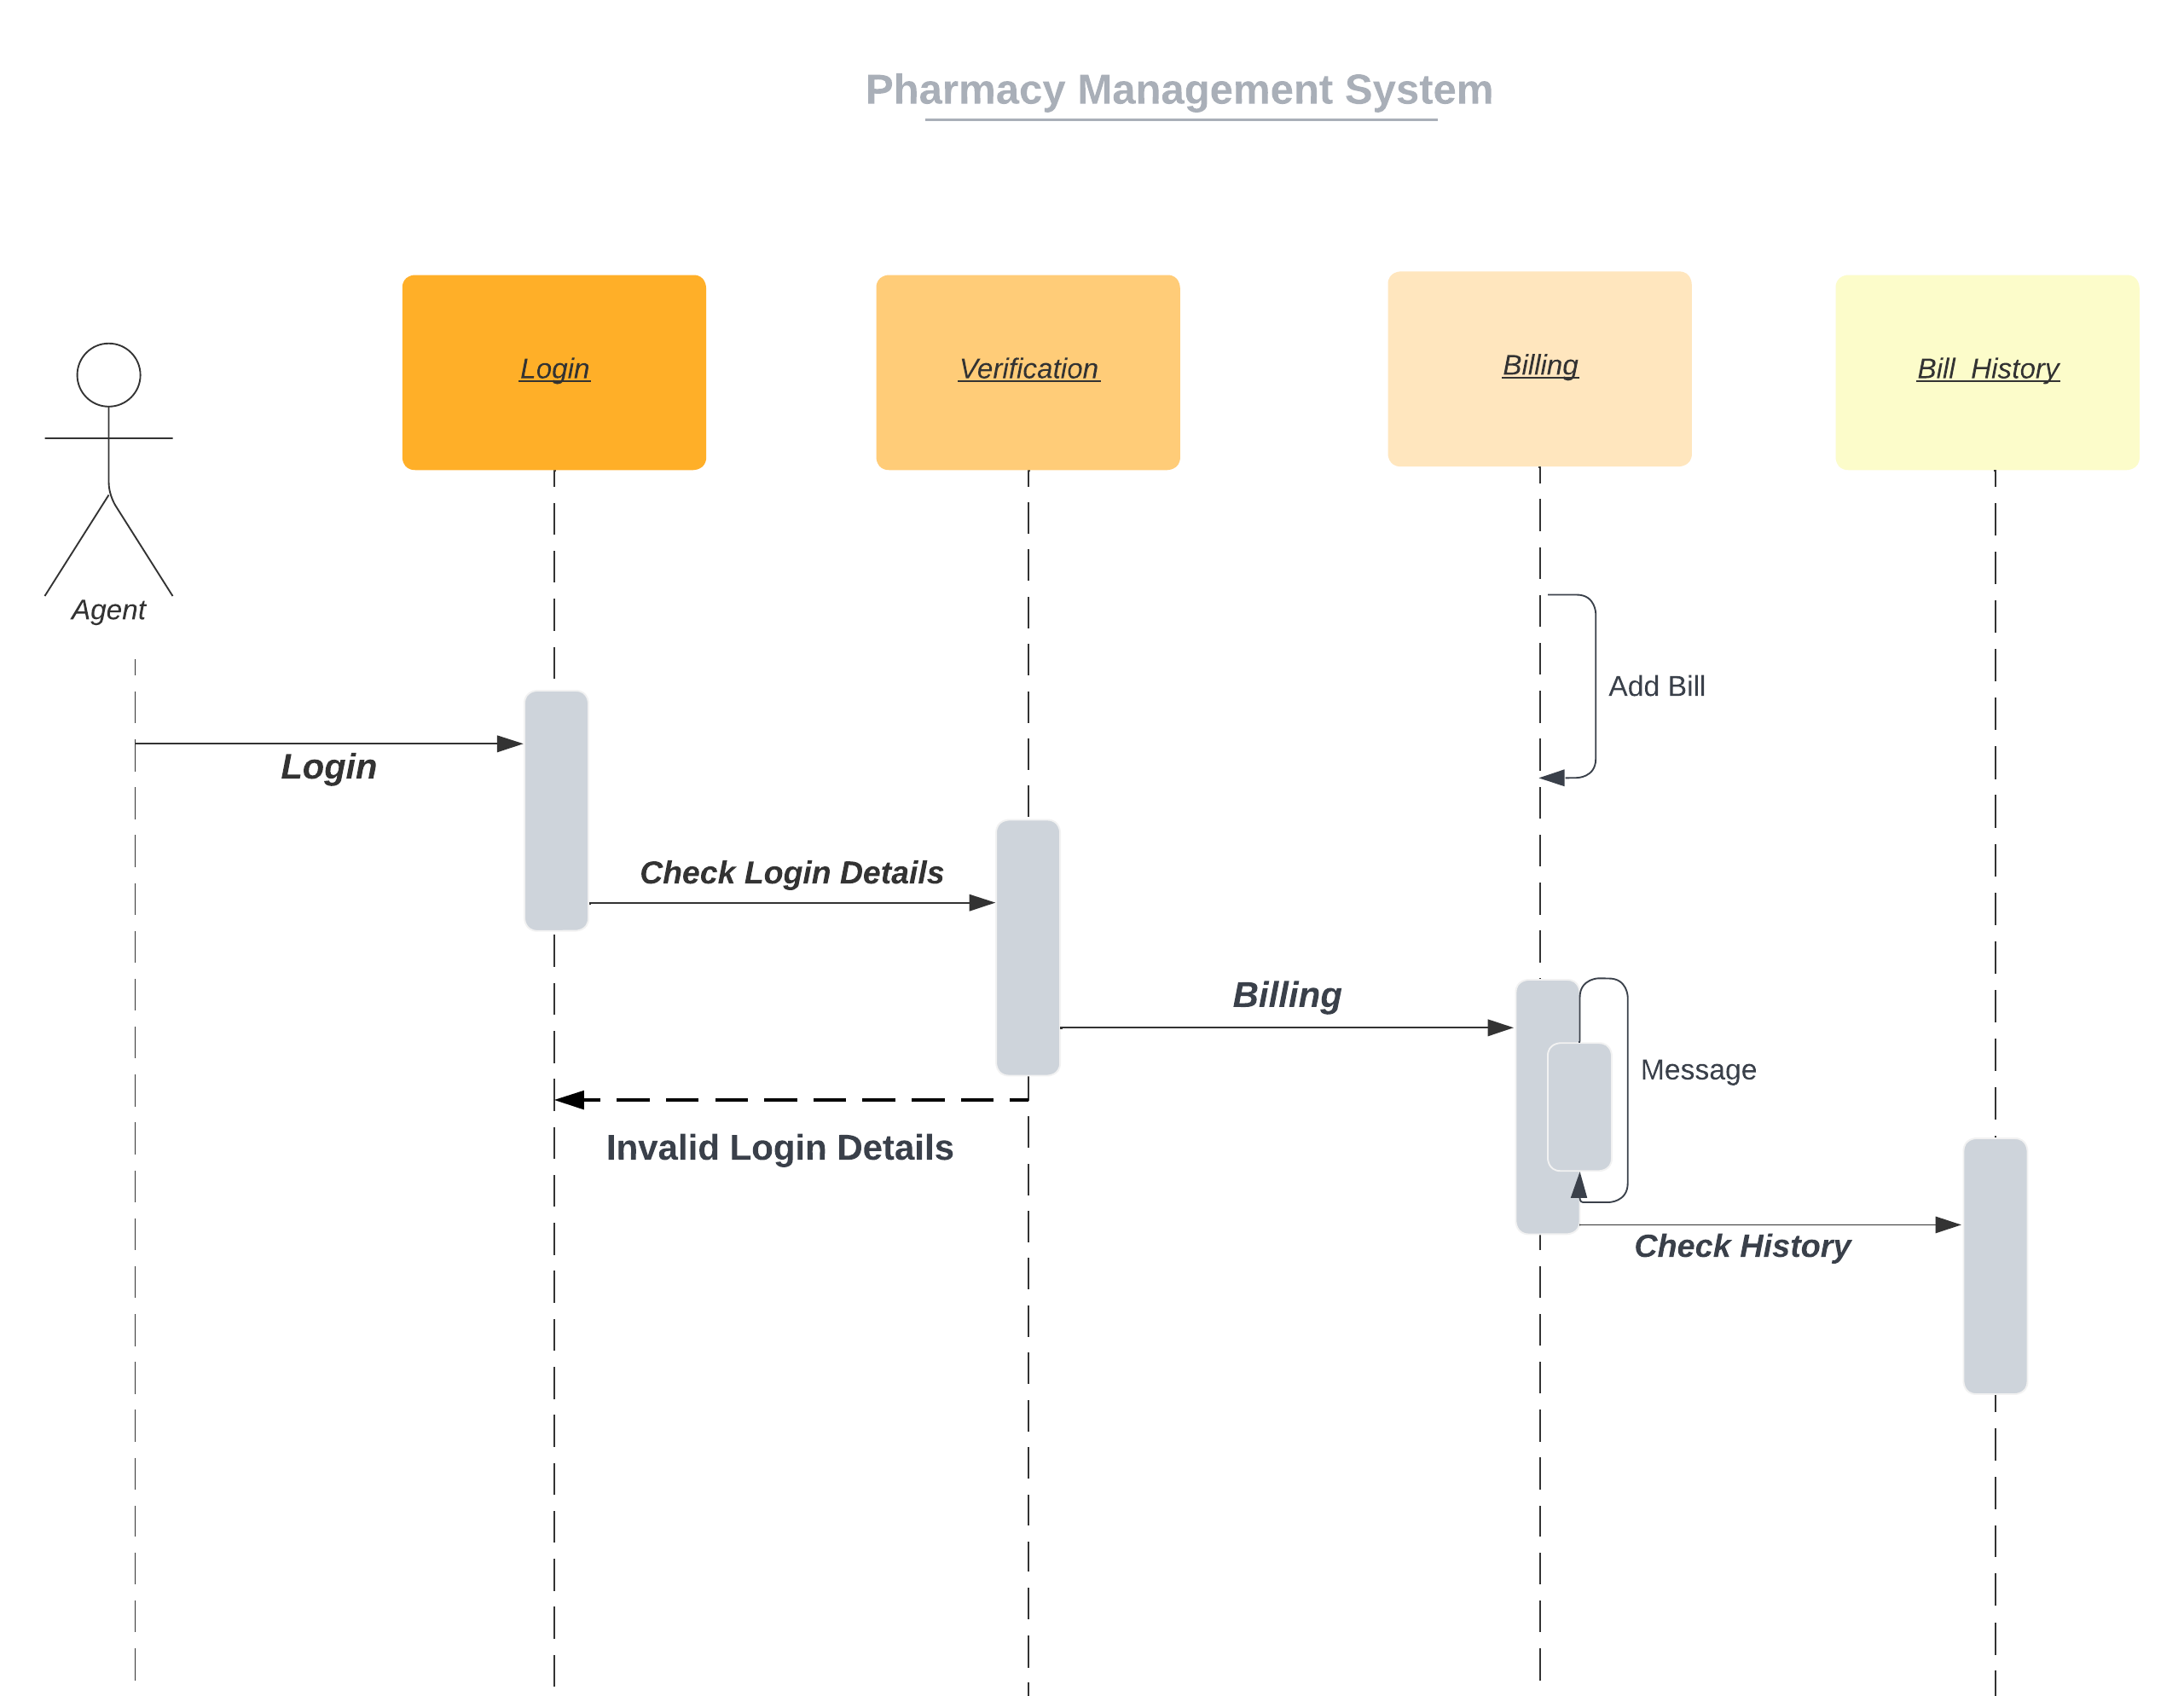 Pharmacy Management System
Login
Verification
Billing
Bill  History
Agent
Add Bill
Login
Check Login Details
Billing
Message
Invalid Login Details
Check History